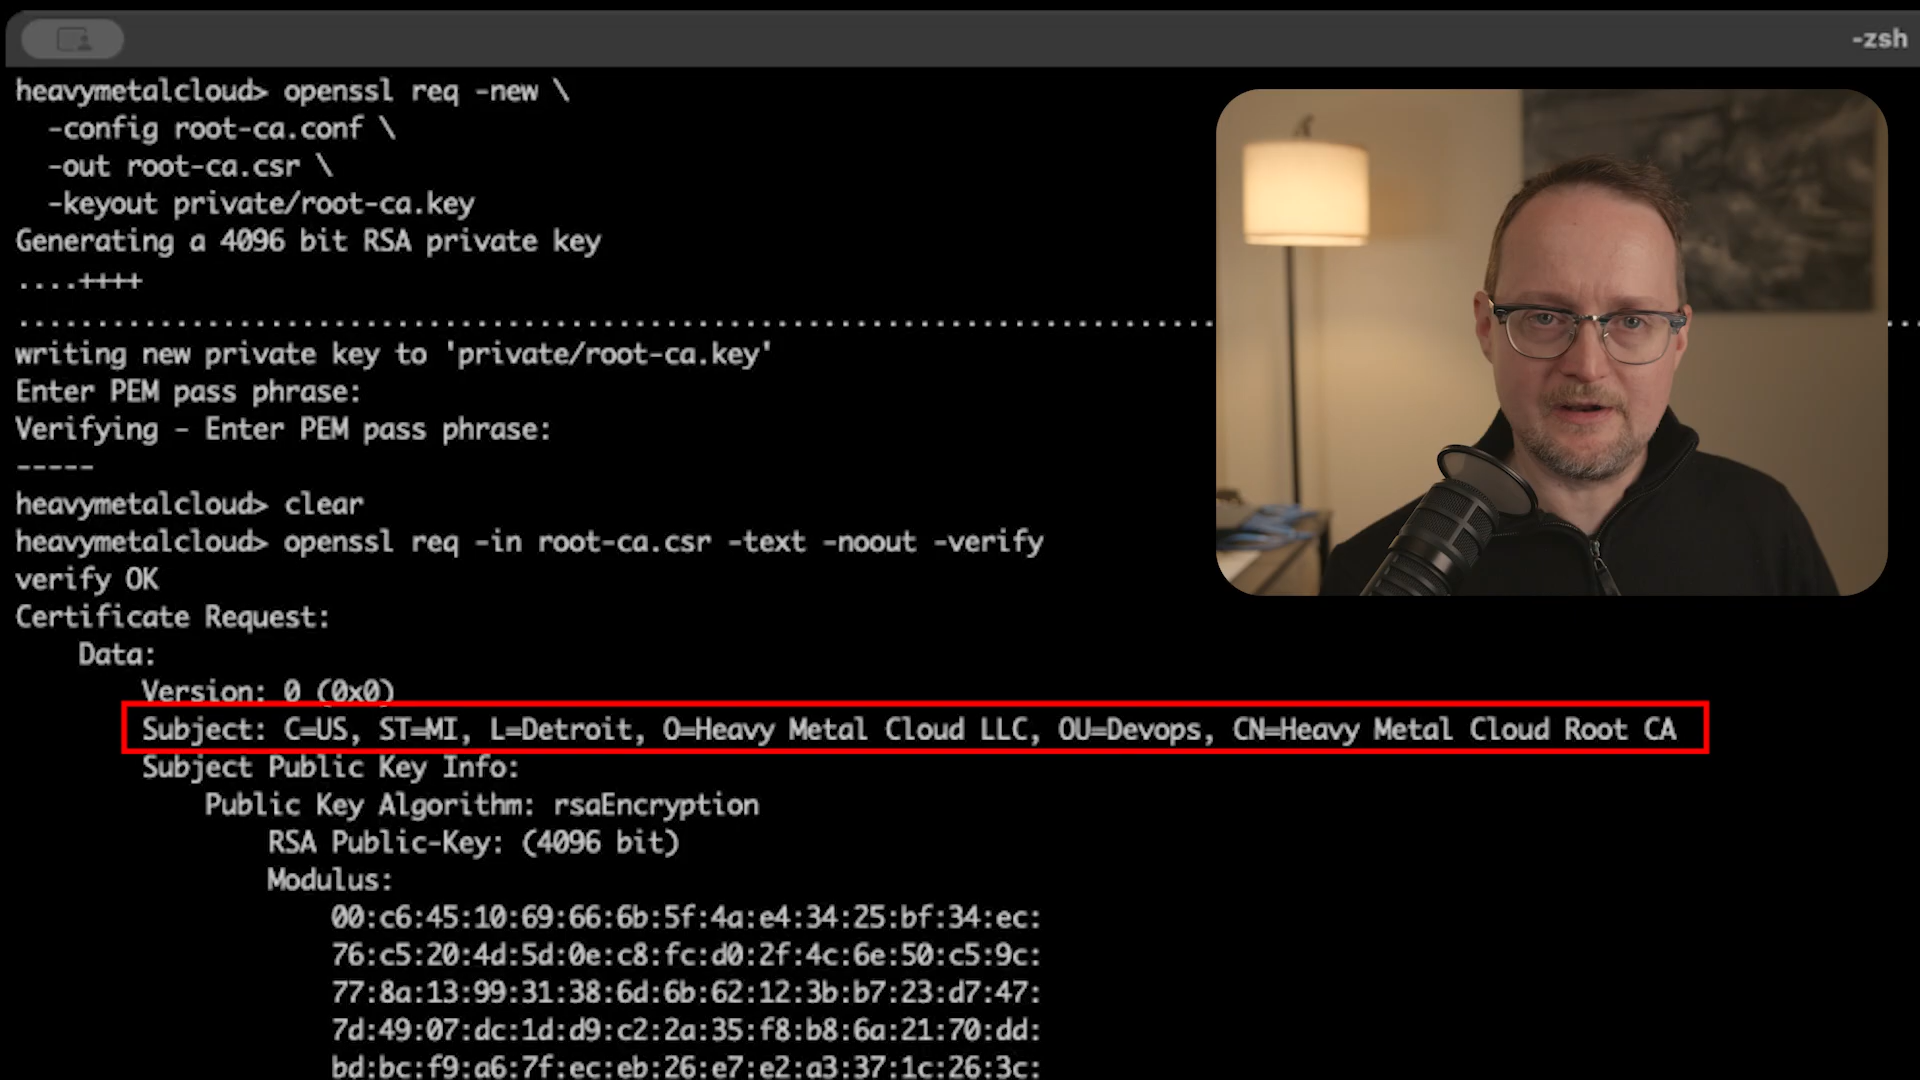 -zsh
heavymetalcloud> openssl req -new \
-config root-ca.conf \
-out root-ca.csr \
-keyout private/root-ca.key
Generating a 4096 bit RSA private key
....++++
................................................................................
writing new private key to 'private/root-ca.key'
Enter PEM pass phrase:
Verifying - Enter PEM pass phrase:
-----
heavymetalcloud> clear
heavymetalcloud> openssl req -in root-ca.csr -text -noout -verify
verify OK
Certificate Request:
Data:
Version: 0 (0x0)
Subject: C=US, ST=MI, L=Detroit, O=Heavy Metal Cloud LLC, OU=Devops, CN=Heavy Metal Cloud Root CA
Subject Public Key Info:
Public Key Algorithm: rsaEncryption
RSA Public-Key: (4096 bit)
Modulus:
00:c6:45:10:69:66:6b:5f:4a:e4:34:25:bf:34:ec:
76:c5:20:4d:5d:0e:c8:fc:d0:2f:4c:6e:50:c5:9c:
77:8a:13:99:31:38:6d:6b:62:12:3b:b7:23:d7:47:
7d:49:07:dc:1d:d9:c2:2a:35:f8:b8:6a:21:70:dd:
bd:bc:f9:a6:7f:ec:eb:26:e7:e2:a3:37:1c:26:3c: